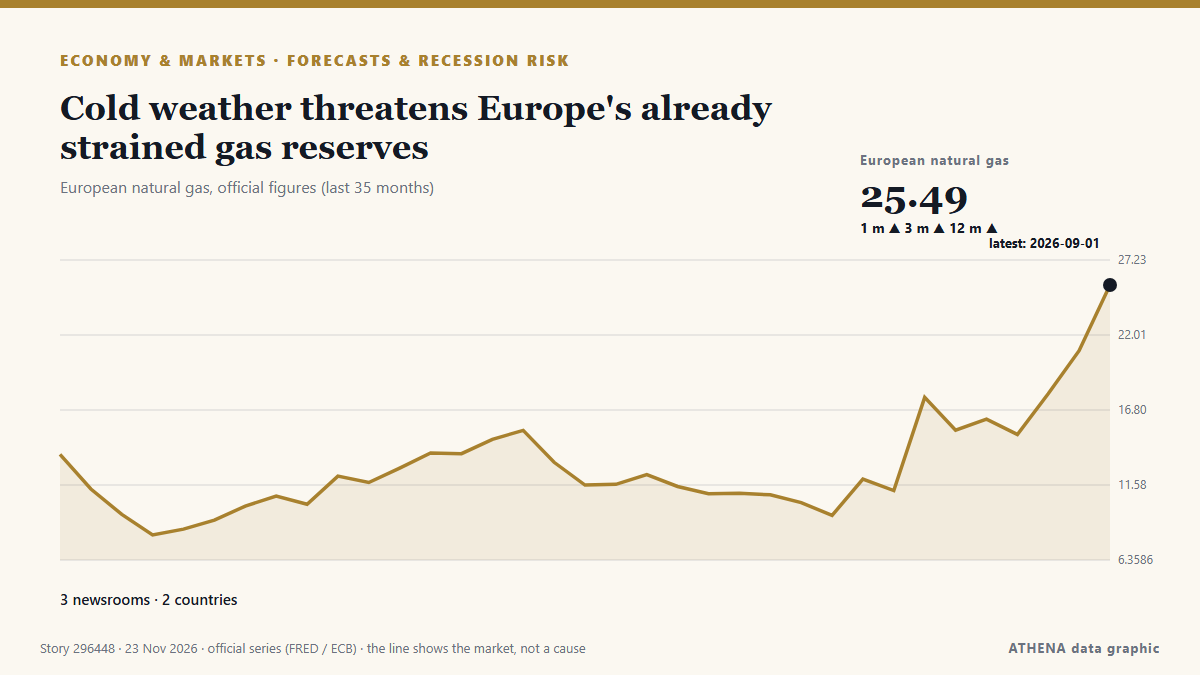 ECONOMY & MARKETS · FORECASTS & RECESSION RISK
Cold weather threatens Europe's already
strained gas reserves
European natural gas, official figures (last 35 months)
European natural gas
25.49
1 m ▲ 3 m ▲ 12 m ▲
latest: 2026-09-01
27.23
22.01
16.80
11.58
6.3586
3 newsrooms · 2 countries
Story 296448 · 23 Nov 2026 · official series (FRED / ECB) · the line shows the market, not a cause
ATHENA data graphic